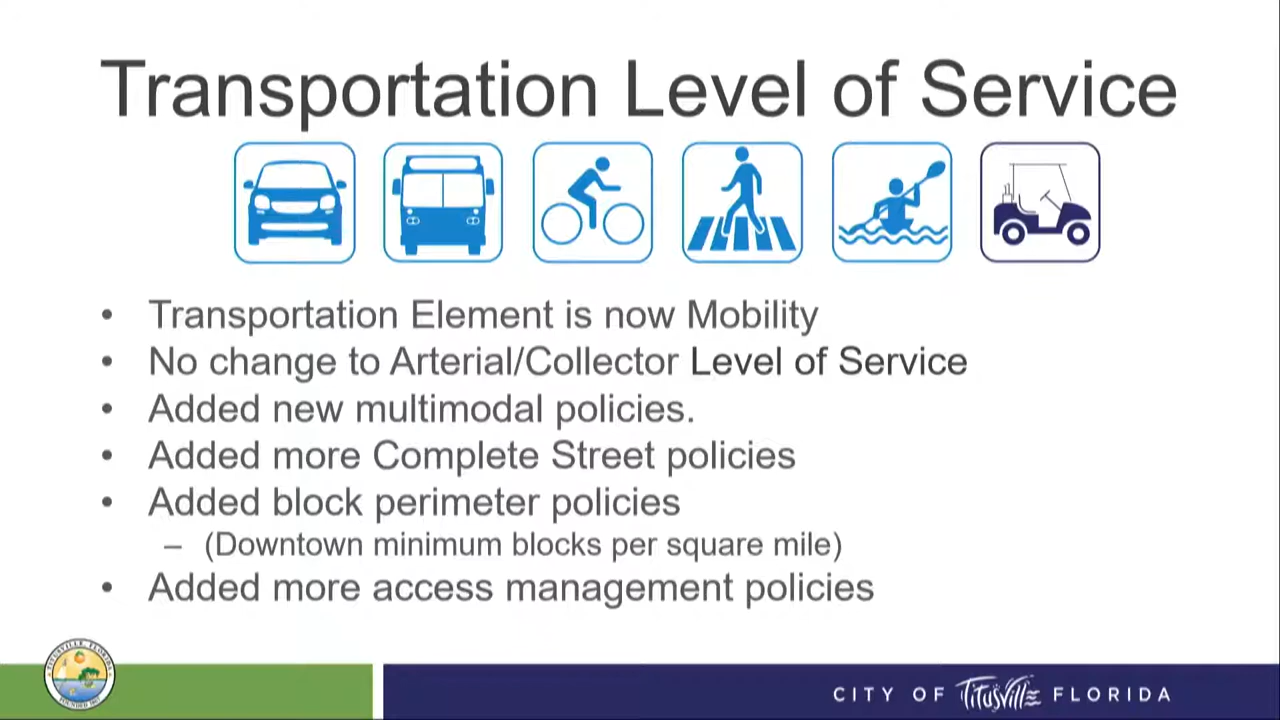 Transportation Level of Service
• Transportation Element is now Mobility
• No change to Arterial/Collector Level of Service
• Added new multimodal policies.
• Added more Complete Street policies
• Added block perimeter policies
– (Downtown minimum blocks per square mile)
• Added more access management policies
TITUSVILLE, FLORIDA
CITY OF Titusville FLORIDA